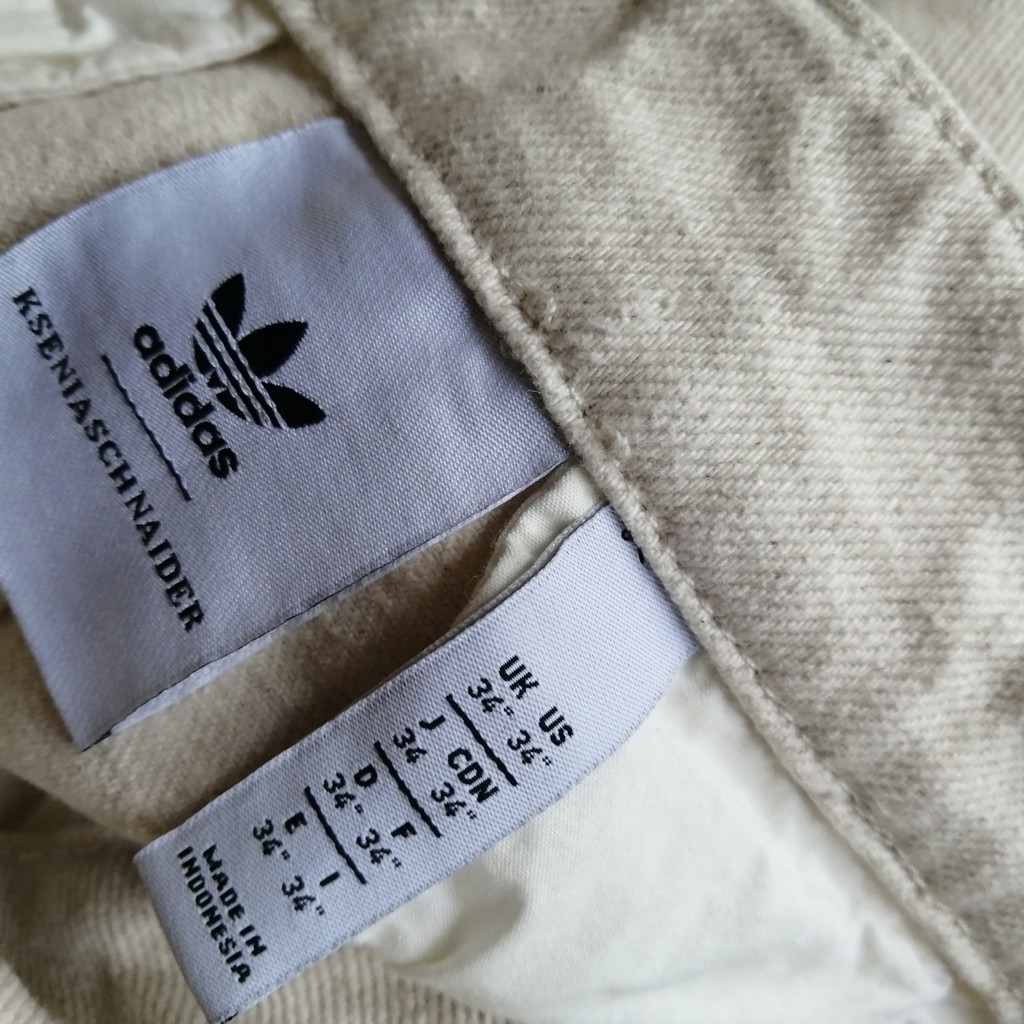 adidas
KSENIASCHNAIDER
UK US
34" 34"
J CDN
34 34"
D F
34" 34"
E I
34" 34"
MADE IN
INDONESIA